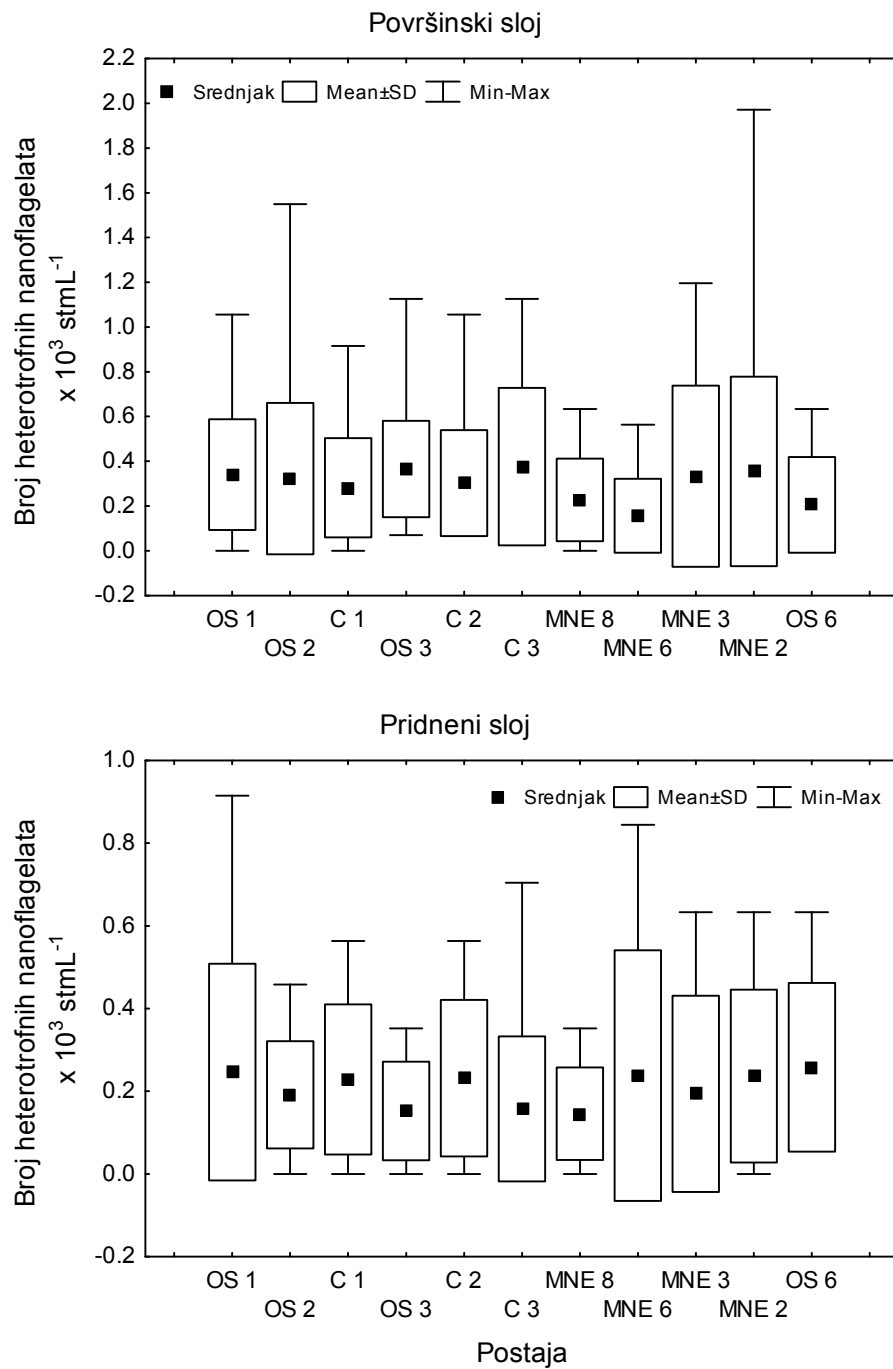 Površinski sloj
Srednjak Mean±SD Min-Max
Broj heterotrofnih nanoflagelata
x 10³ stmL⁻¹
2.2
2.0
1.8
1.6
1.4
1.2
1.0
0.8
0.6
0.4
0.2
0.0
-0.2
OS 1 C 1 C 2 MNE 8 MNE 3 OS 6
OS 2 OS 3 C 3 MNE 6 MNE 2
Pridneni sloj
Srednjak Mean±SD Min-Max
Broj heterotrofnih nanoflagelata
x 10³ stmL⁻¹
1.0
0.8
0.6
0.4
0.2
0.0
-0.2
OS 1 C 1 C 2 MNE 8 MNE 3 OS 6
OS 2 OS 3 C 3 MNE 6 MNE 2
Postaja